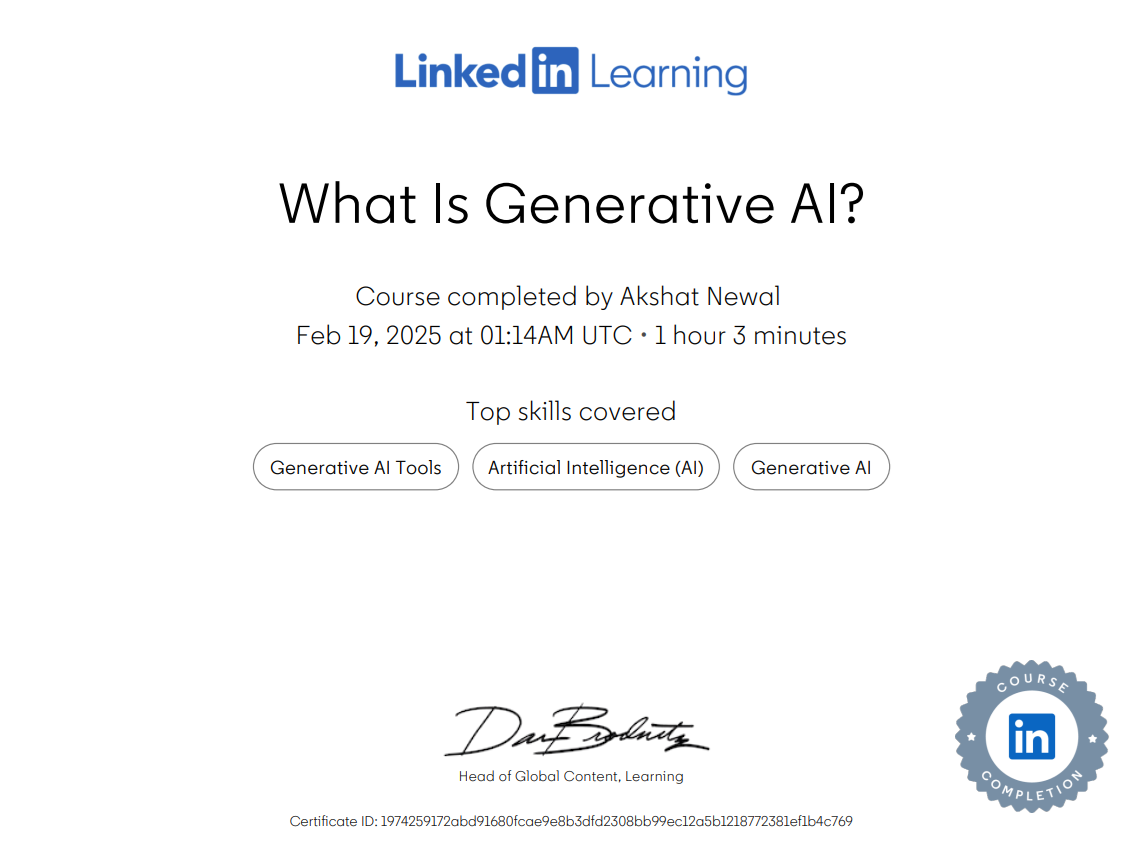 Linked in Learning
What Is Generative AI?
Course completed by Akshat Newal
Feb 19, 2025 at 01:14AM UTC • 1 hour 3 minutes
Top skills covered
Generative AI Tools
Artificial Intelligence (AI)
Generative AI
Dan Brodnitz
Head of Global Content, Learning
COURSE
in
COMPLETION
Certificate ID: 1974259172abd91680fcae9e8b3dfd2308bb99ec12a5b1218772381ef1b4c769